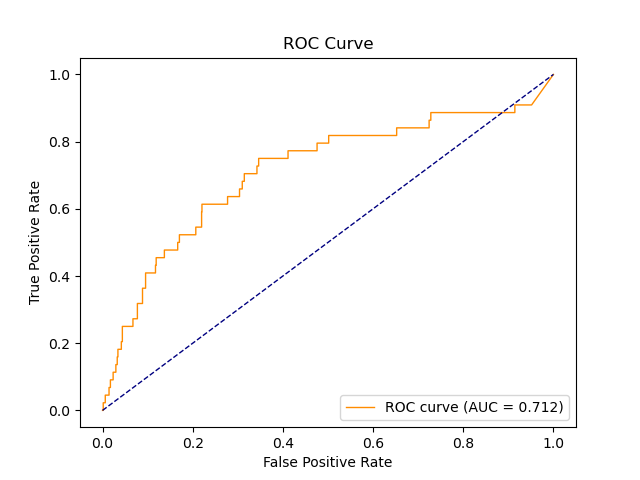 ROC Curve
True Positive Rate
1.0
0.8
0.6
0.4
0.2
0.0
ROC curve (AUC = 0.712)
0.0 0.2 0.4 0.6 0.8 1.0
False Positive Rate